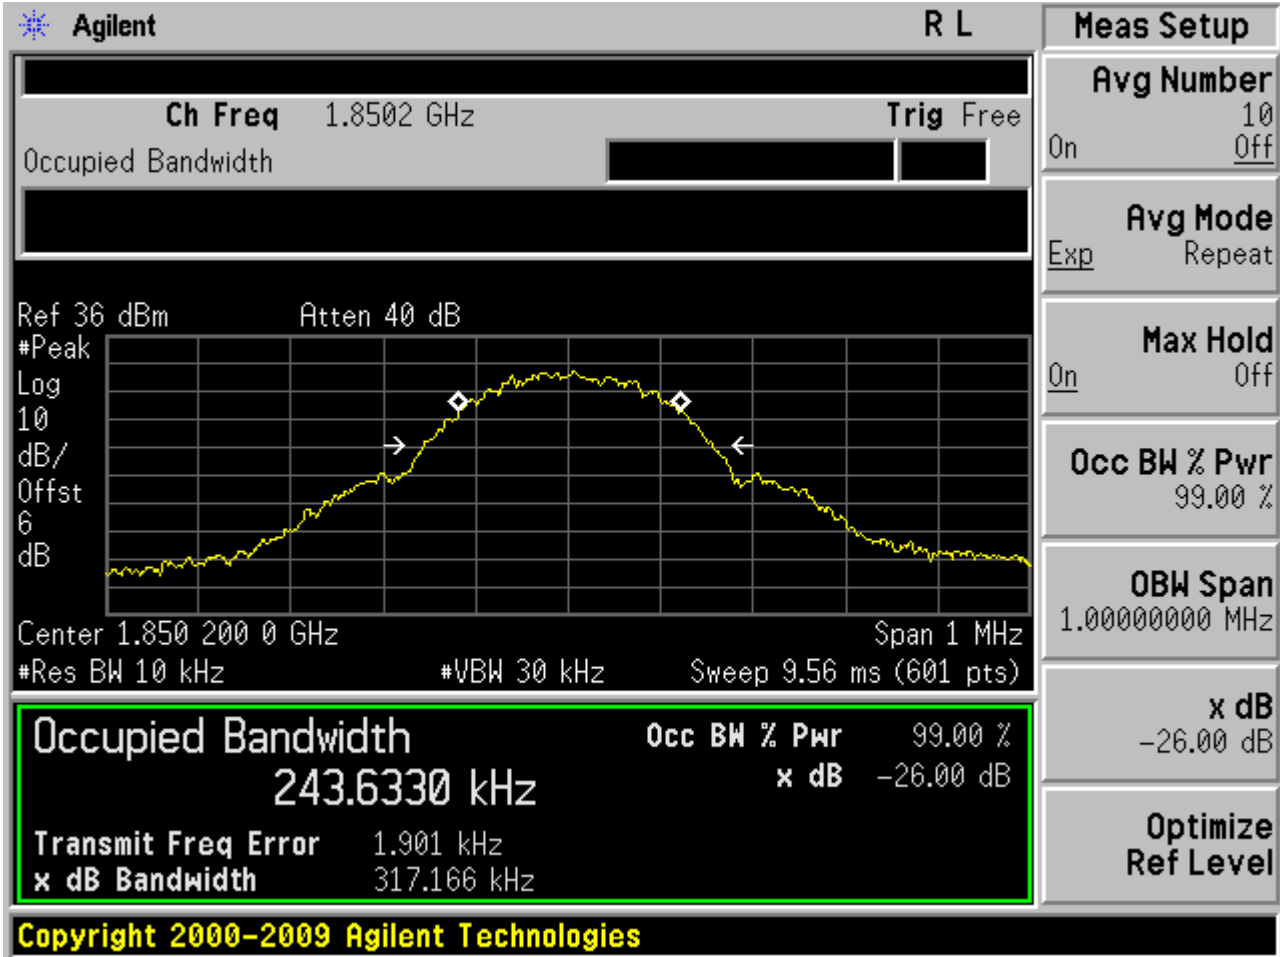 Agilent R L
Ch Freq 1.8502 GHz Trig Free
Occupied Bandwidth
Ref 36 dBm Atten 40 dB
#Peak
Log
10
dB/
Offst
6
dB
Center 1.850 200 0 GHz Span 1 MHz
#Res BW 10 kHz #VBW 30 kHz Sweep 9.56 ms (601 pts)
Occupied Bandwidth Occ BW % Pwr 99.00 %
243.6330 kHz x dB -26.00 dB
Transmit Freq Error 1.901 kHz
x dB Bandwidth 317.166 kHz
Copyright 2000-2009 Agilent Technologies
Meas Setup
Avg Number
10
On Off
Avg Mode
Exp Repeat
Max Hold
On Off
Occ BW % Pwr
99.00 %
OBW Span
1.00000000 MHz
x dB
-26.00 dB
Optimize
Ref Level